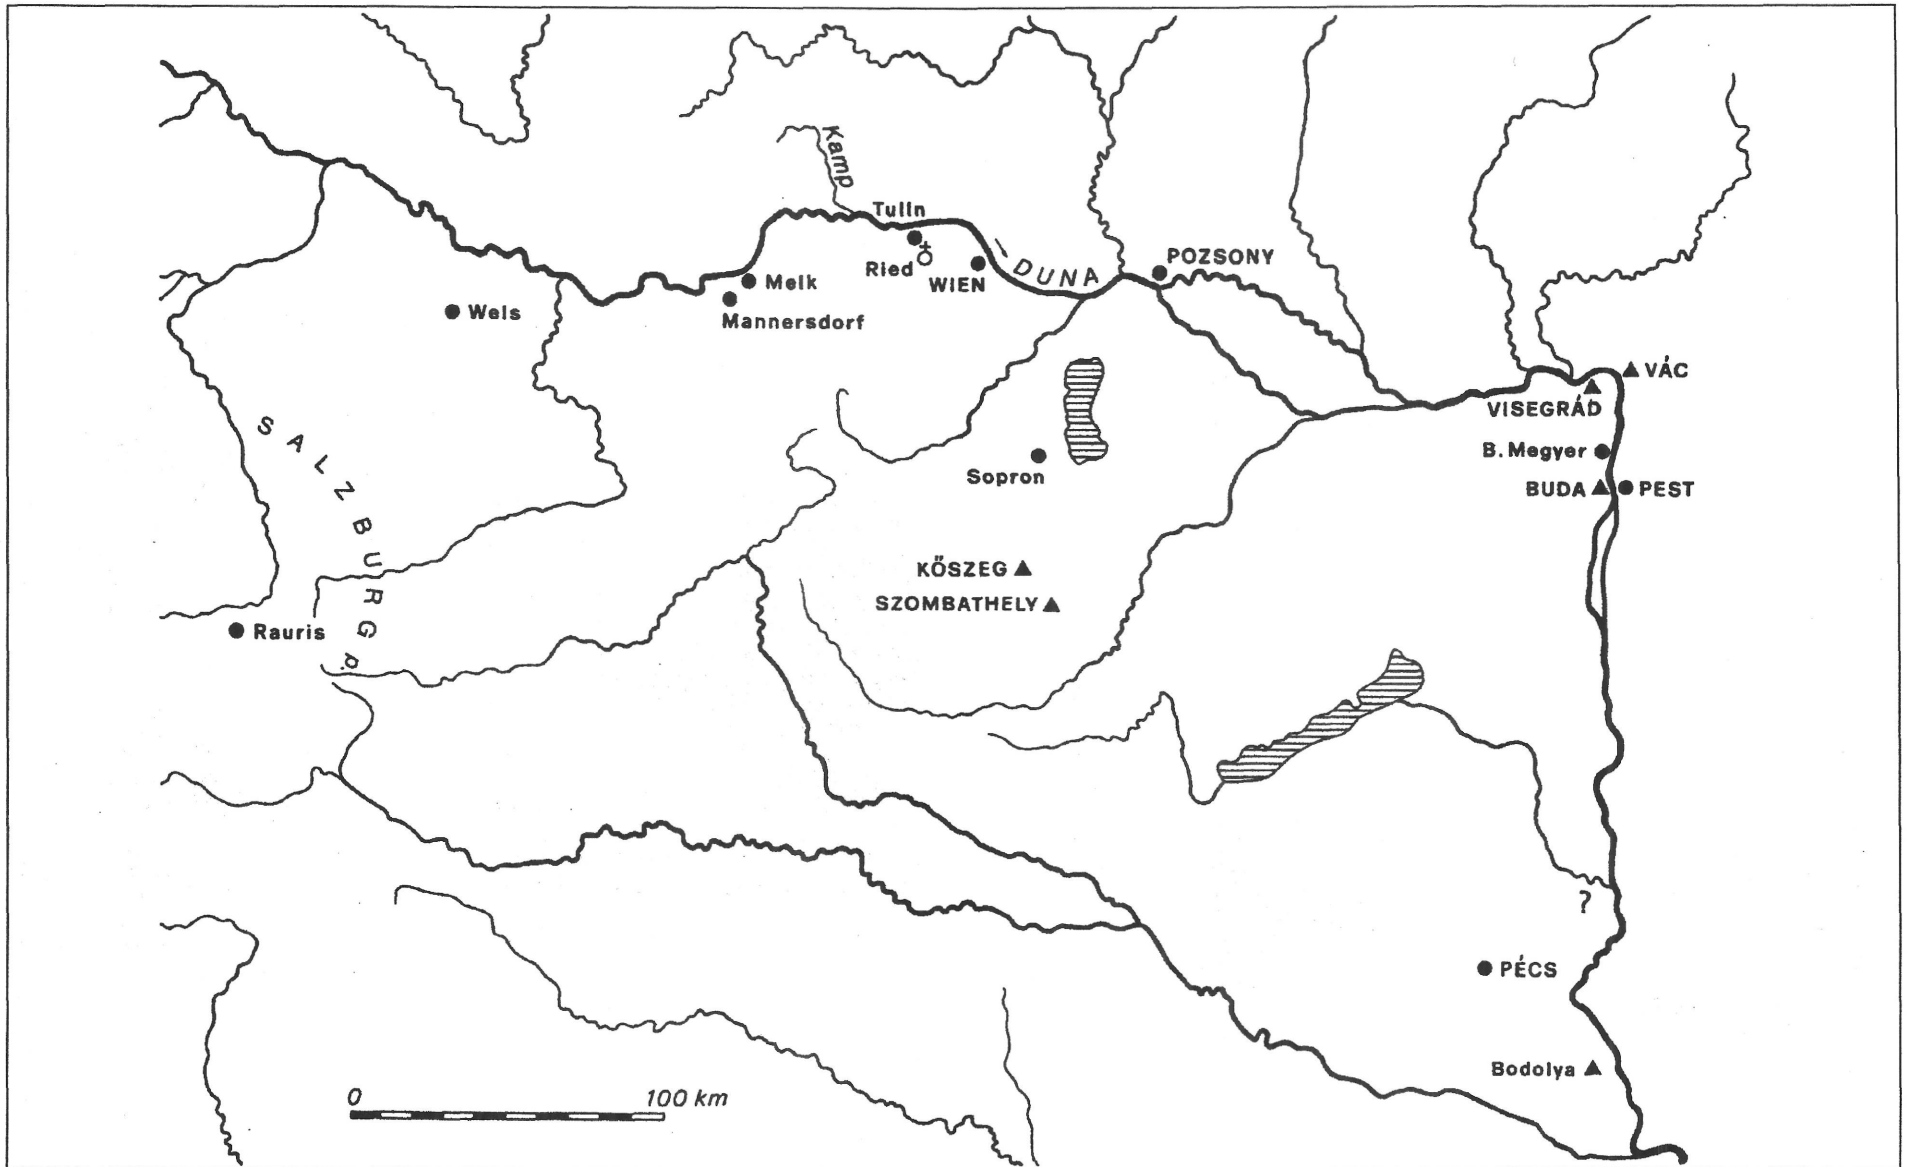 Kamp
Tulln
Ried
WIEN
DUNA
POZSONY
Melk
Mannersdorf
Wels
VÁC
VISEGRÁD
B. Megyer
BUDA
PEST
Sopron
SALZBURG P.
KŐSZEG
SZOMBATHELY
Rauris
?
PÉCS
Bodolya
0 100 km